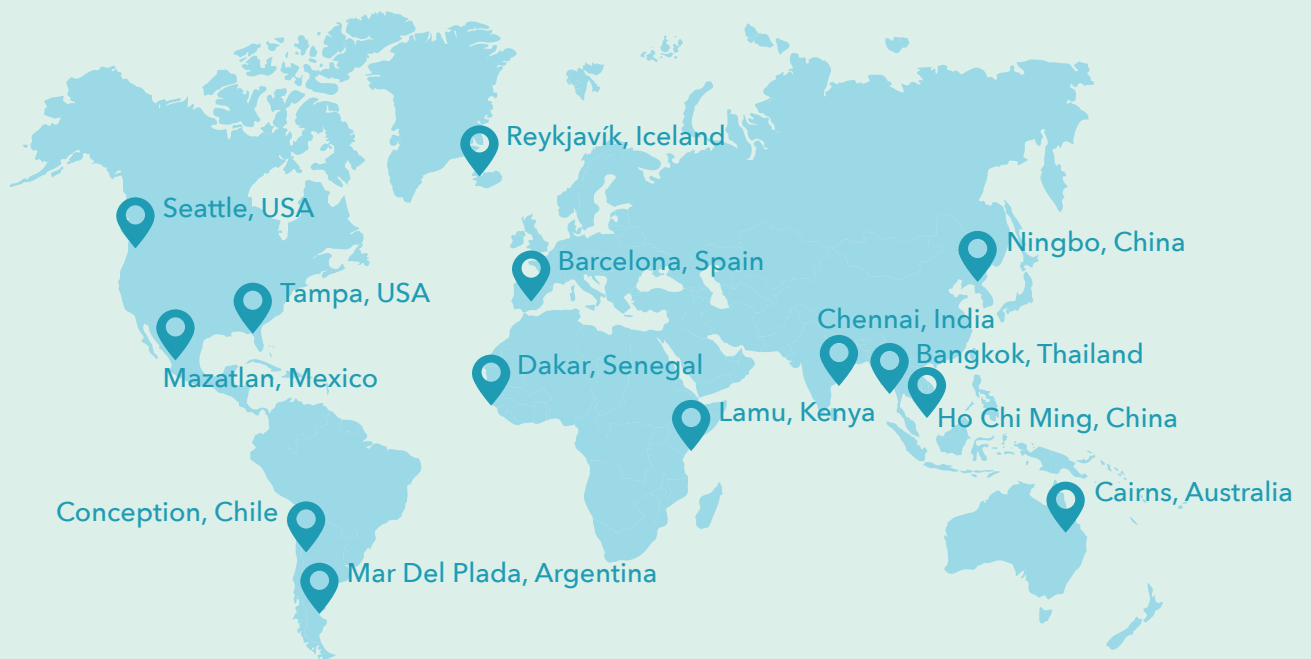 Reykjavík, Iceland
Seattle, USA
Ningbo, China
Barcelona, Spain
Tampa, USA
Chennai, India
Bangkok, Thailand
Dakar, Senegal
Mazatlan, Mexico
Lamu, Kenya
Ho Chi Ming, China
Cairns, Australia
Conception, Chile
Mar Del Plada, Argentina